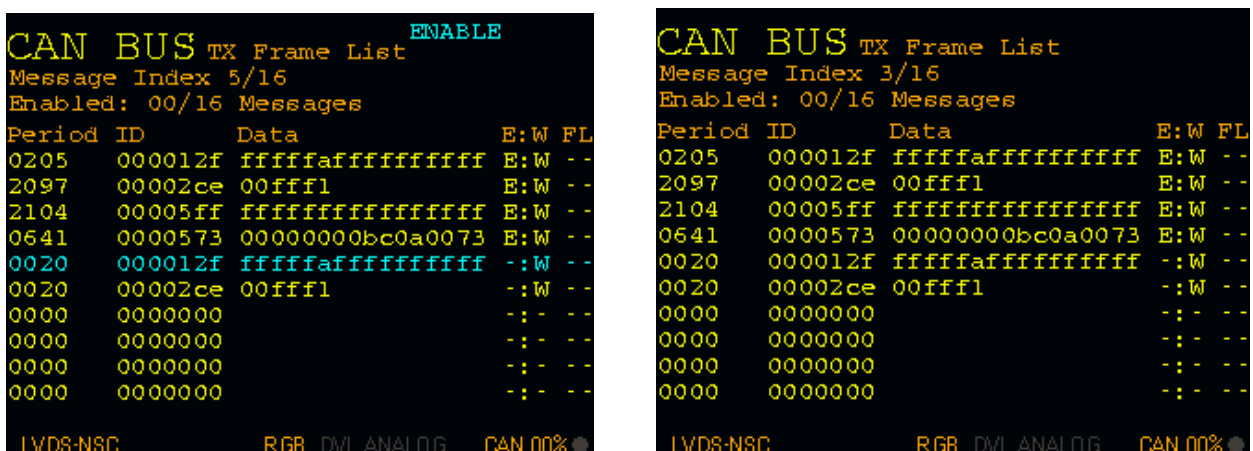 CAN BUS TX Frame List ENABLE
Message Index 5/16
Enabled: 00/16 Messages
Period ID Data E:W FL
0205 000012f fffffaffffffffff E:W --
2097 00002ce 00fff1 E:W --
2104 00005ff ffffffffffffffff E:W --
0641 0000573 00000000bc0a0073 E:W --
0020 000012f fffffaffffffffff -:W --
0020 00002ce 00fff1 -:W --
0000 0000000 -:- --
0000 0000000 -:- --
0000 0000000 -:- --
0000 0000000 -:- --
LVDS-NSC RGB DVI ANALOG CAN 00%
CAN BUS TX Frame List
Message Index 3/16
Enabled: 00/16 Messages
Period ID Data E:W FL
0205 000012f fffffaffffffffff E:W --
2097 00002ce 00fff1 E:W --
2104 00005ff ffffffffffffffff E:W --
0641 0000573 00000000bc0a0073 E:W --
0020 000012f fffffaffffffffff -:W --
0020 00002ce 00fff1 -:W --
0000 0000000 -:- --
0000 0000000 -:- --
0000 0000000 -:- --
0000 0000000 -:- --
LVDS-NSC RGB DVI ANALOG CAN 00%